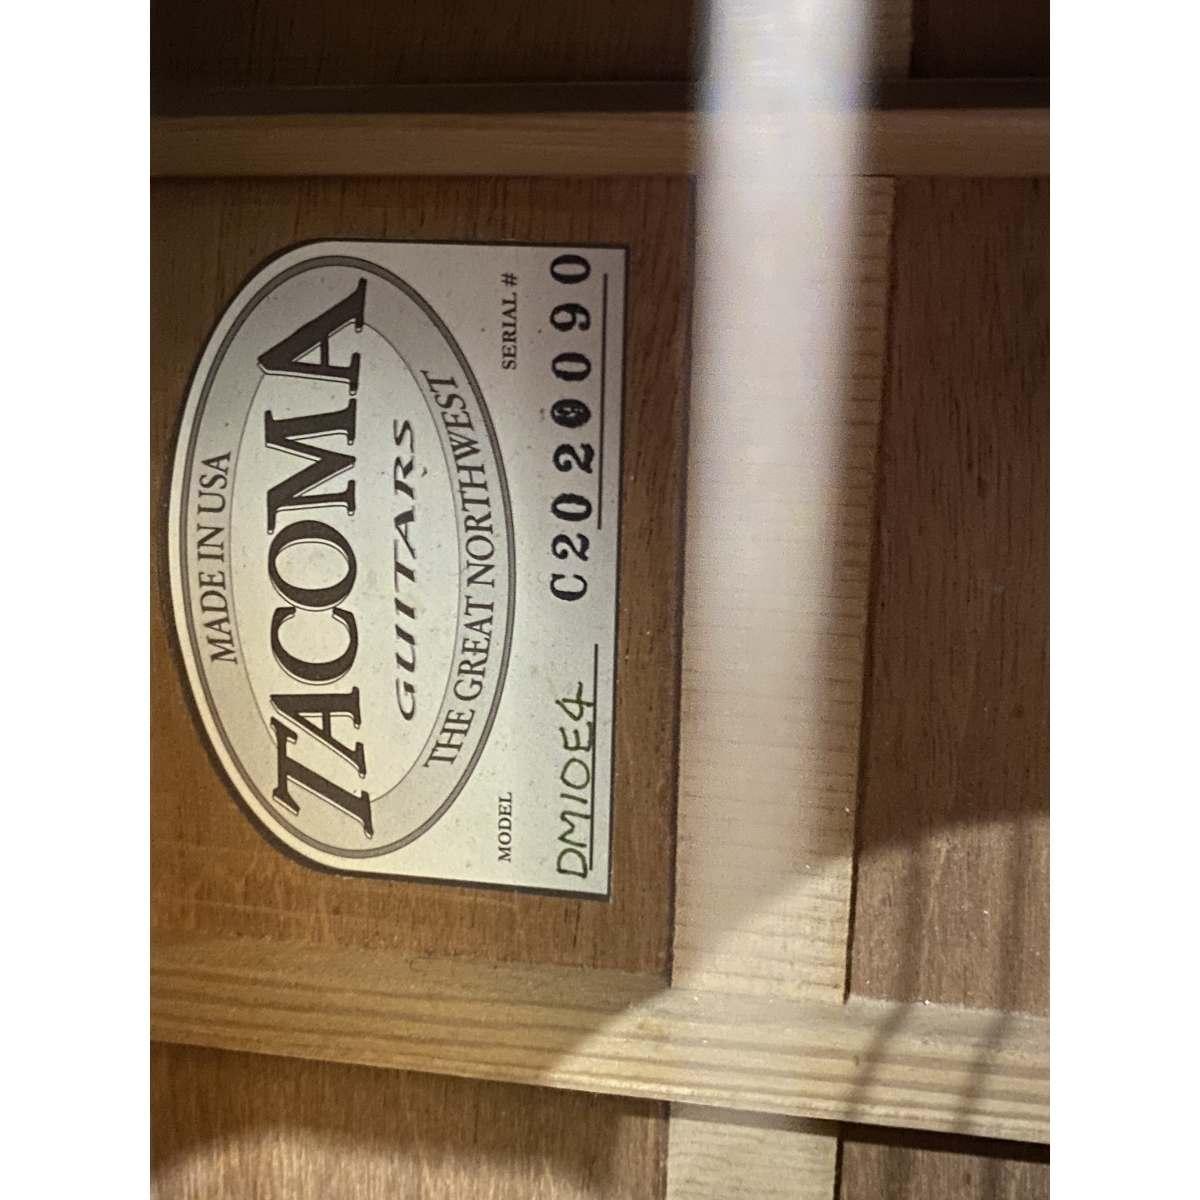 MADE IN USA
TACOMA
GUITARS
THE GREAT NORTHWEST
MODEL SERIAL #
DM10E4 C2020090